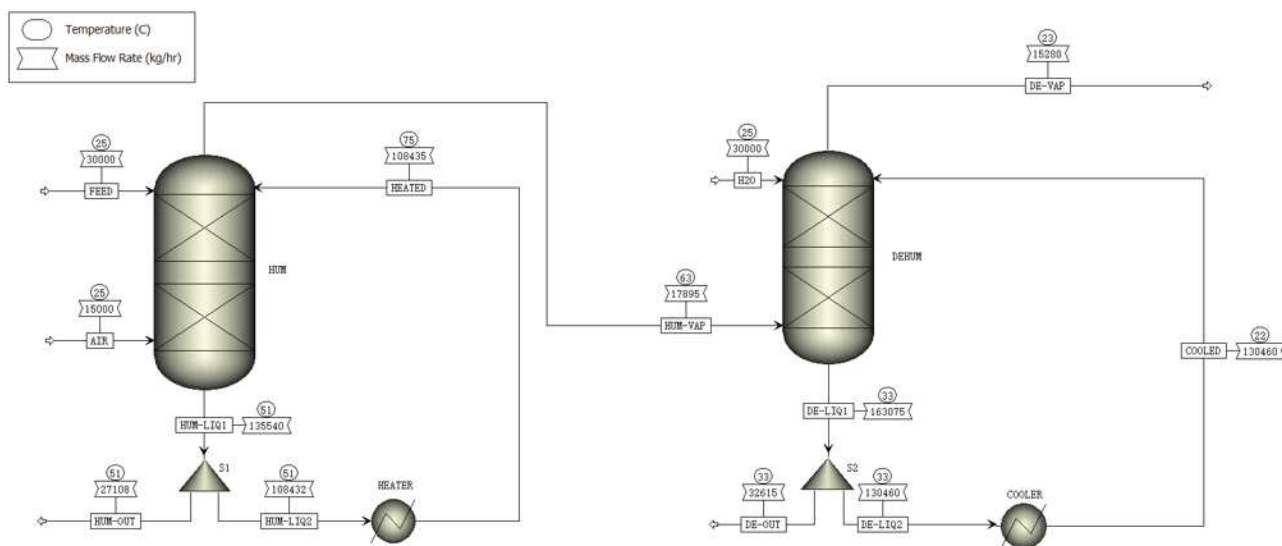 Temperature (C)
Mass Flow Rate (kg/hr)
23
15280
DE-VAP
25
30000
FEED
75
108435
HEATED
25
30000
H2O
HUM
DEHUM
25
15000
AIR
63
17895
HUM-VAP
22
COOLED
130460
51
HUM-LIQ1
135540
33
DE-LIQ1
163075
S1
S2
51
27108
HUM-OUT
51
108432
HUM-LIQ2
HEATER
33
32615
DE-OUT
33
130460
DE-LIQ2
COOLER